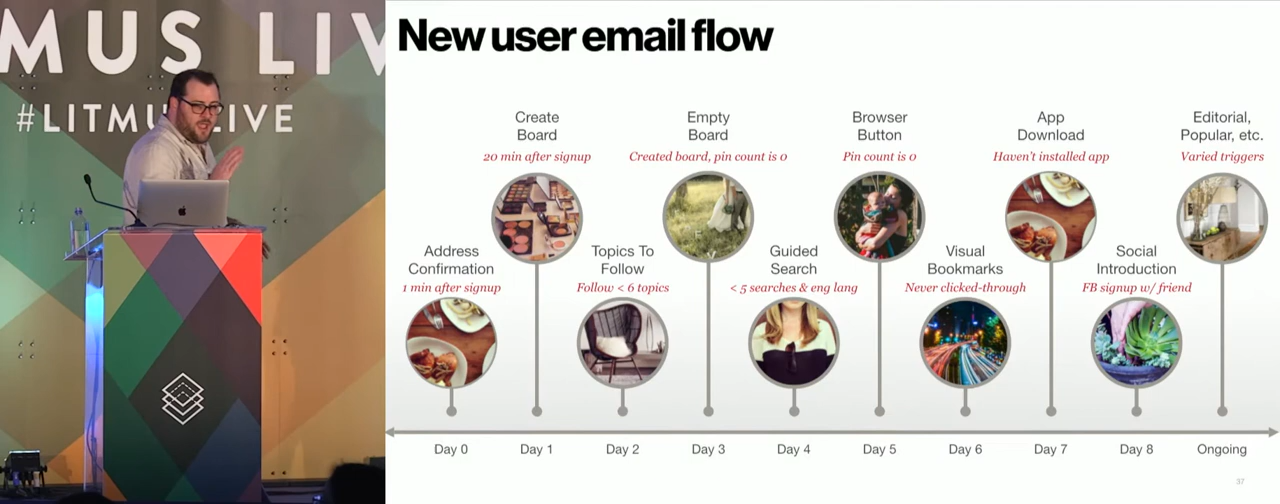 MUS LIV
#LITMUS LIVE
New user email flow
Create
Board
20 min after signup
Empty
Board
Created board, pin count is 0
Browser
Button
Pin count is 0
App
Download
Haven't installed app
Editorial,
Popular, etc.
Varied triggers
Address
Confirmation
1 min after signup
Topics To
Follow
Follow < 6 topics
Guided
Search
< 5 searches & eng lang
Visual
Bookmarks
Never clicked-through
Social
Introduction
FB signup w/ friend
Day 0
Day 1
Day 2
Day 3
Day 4
Day 5
Day 6
Day 7
Day 8
Ongoing
37